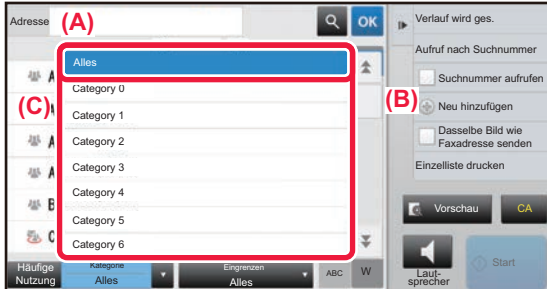 Adresse
(A)
OK
Verlauf wird ges.
Aufruf nach Suchnummer
Suchnummer aufrufen
(B)
Neu hinzufügen
Dasselbe Bild wie
Faxadresse senden
Einzelliste drucken
Vorschau
CA
Laut-
sprecher
Start
Alles
(C)
Category 0
Category 1
Category 2
Category 3
Category 4
Category 5
Category 6
A
A
A
B
C
Häufige
Nutzung
Kategorie
Alles
Eingrenzen
Alles
ABC
W